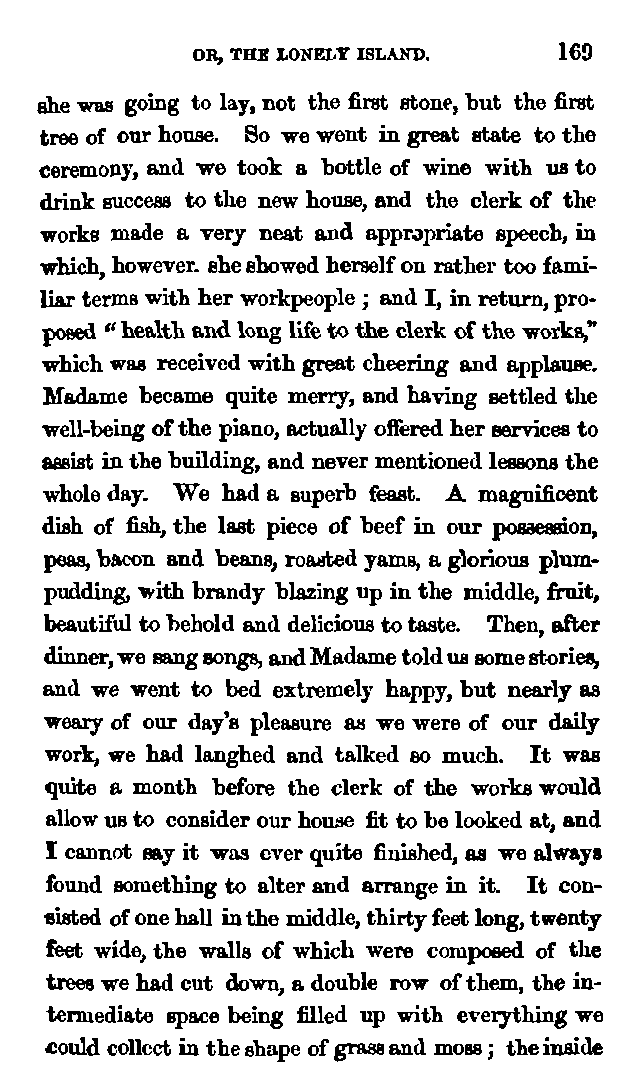 OR, THE LONELY ISLAND. 169
she was going to lay, not the first stone, but the first
tree of our house. So we went in great state to the
ceremony, and we took a bottle of wine with us to
drink success to the new house, and the clerk of the
works made a very neat and appropriate speech, in
which, however. she showed herself on rather too fami-
liar terms with her workpeople ; and I, in return, pro-
posed “ health and long life to the clerk of the works,”
which was received with great cheering and applause.
Madame became quite merry, and having settled the
well-being of the piano, actually offered her services to
assist in the building, and never mentioned lessons the
whole day. We had a superb feast. A magnificent
dish of fish, the last piece of beef in our possession,
peas, bacon and beans, roasted yams, a glorious plum-
pudding, with brandy blazing up in the middle, fruit,
beautiful to behold and delicious to taste. Then, after
dinner, we sang songs, and Madame told us some stories,
and we went to bed extremely happy, but nearly as
weary of our day's pleasure as we were of our daily
work, we had langhed and talked so much. It was
quite a month before the clerk of the works would
allow us to consider our house fit to be looked at, and
I cannot say it was ever quite finished, as we always
found something to alter and arrange in it. It con-
sisted of one hall in the middle, thirty feet long, twenty
feet wide, the walls of which were composed of the
trees we had cut down, a double row of them, the in-
termediate space being filled up with everything we
could collect in the shape of grass and moss ; the inside